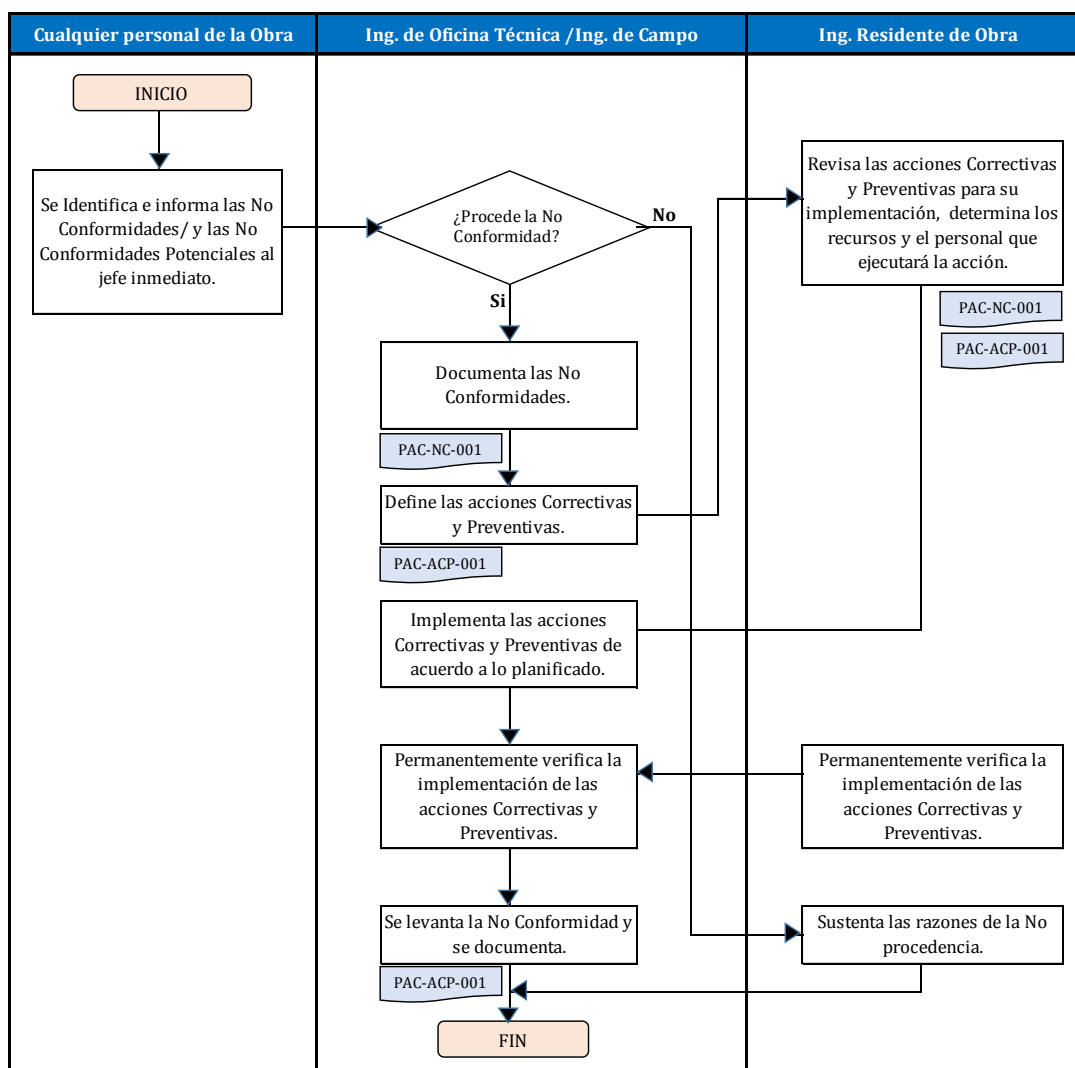 Cualquier personal de la Obra
Ing. de Oficina Técnica /Ing. de Campo
Ing. Residente de Obra
INICIO
Se Identifica e informa las No
Conformidades/ y las No
Conformidades Potenciales al
jefe inmediato.
¿Procede la No
Conformidad?
No
Si
Revisa las acciones Correctivas
y Preventivas para su
implementación, determina los
recursos y el personal que
ejecutará la acción.
PAC-NC-001
PAC-ACP-001
Documenta las No
Conformidades.
PAC-NC-001
Define las acciones Correctivas
y Preventivas.
PAC-ACP-001
Implementa las acciones
Correctivas y Preventivas de
acuerdo a lo planificado.
Permanentemente verifica la
implementación de las
acciones Correctivas y
Preventivas.
Permanentemente verifica la
implementación de las
acciones Correctivas y
Preventivas.
Se levanta la No Conformidad y
se documenta.
PAC-ACP-001
Sustenta las razones de la No
procedencia.
FIN